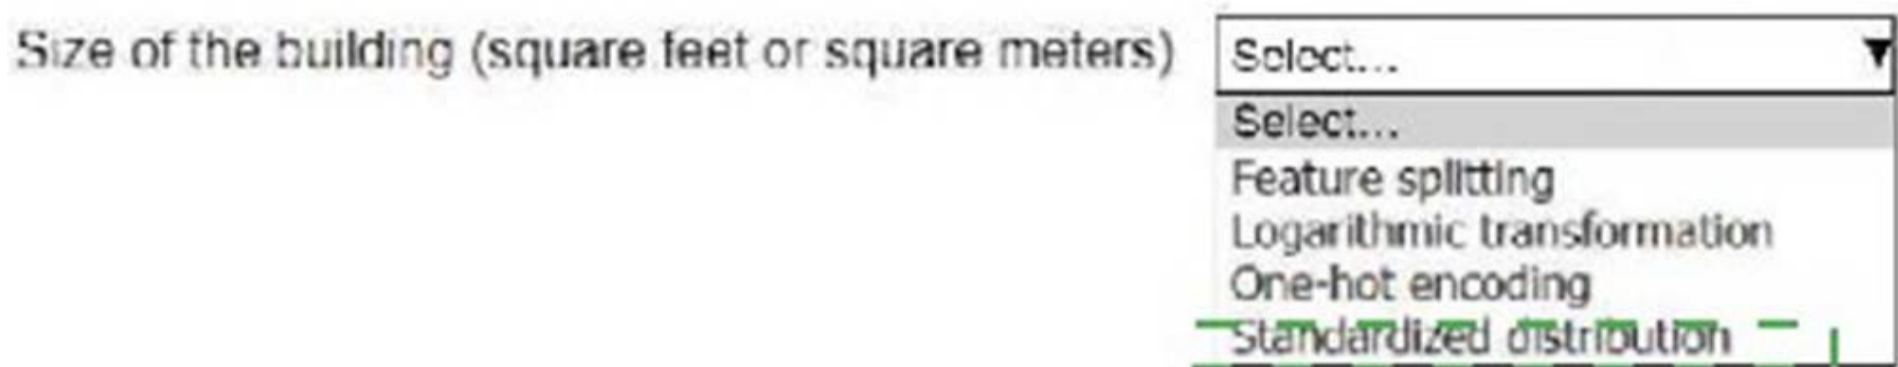 Size of the building (square feet or square meters) Select...
Select...
Feature splitting
Logarithmic transformation
One-hot encoding
Standardized distribution